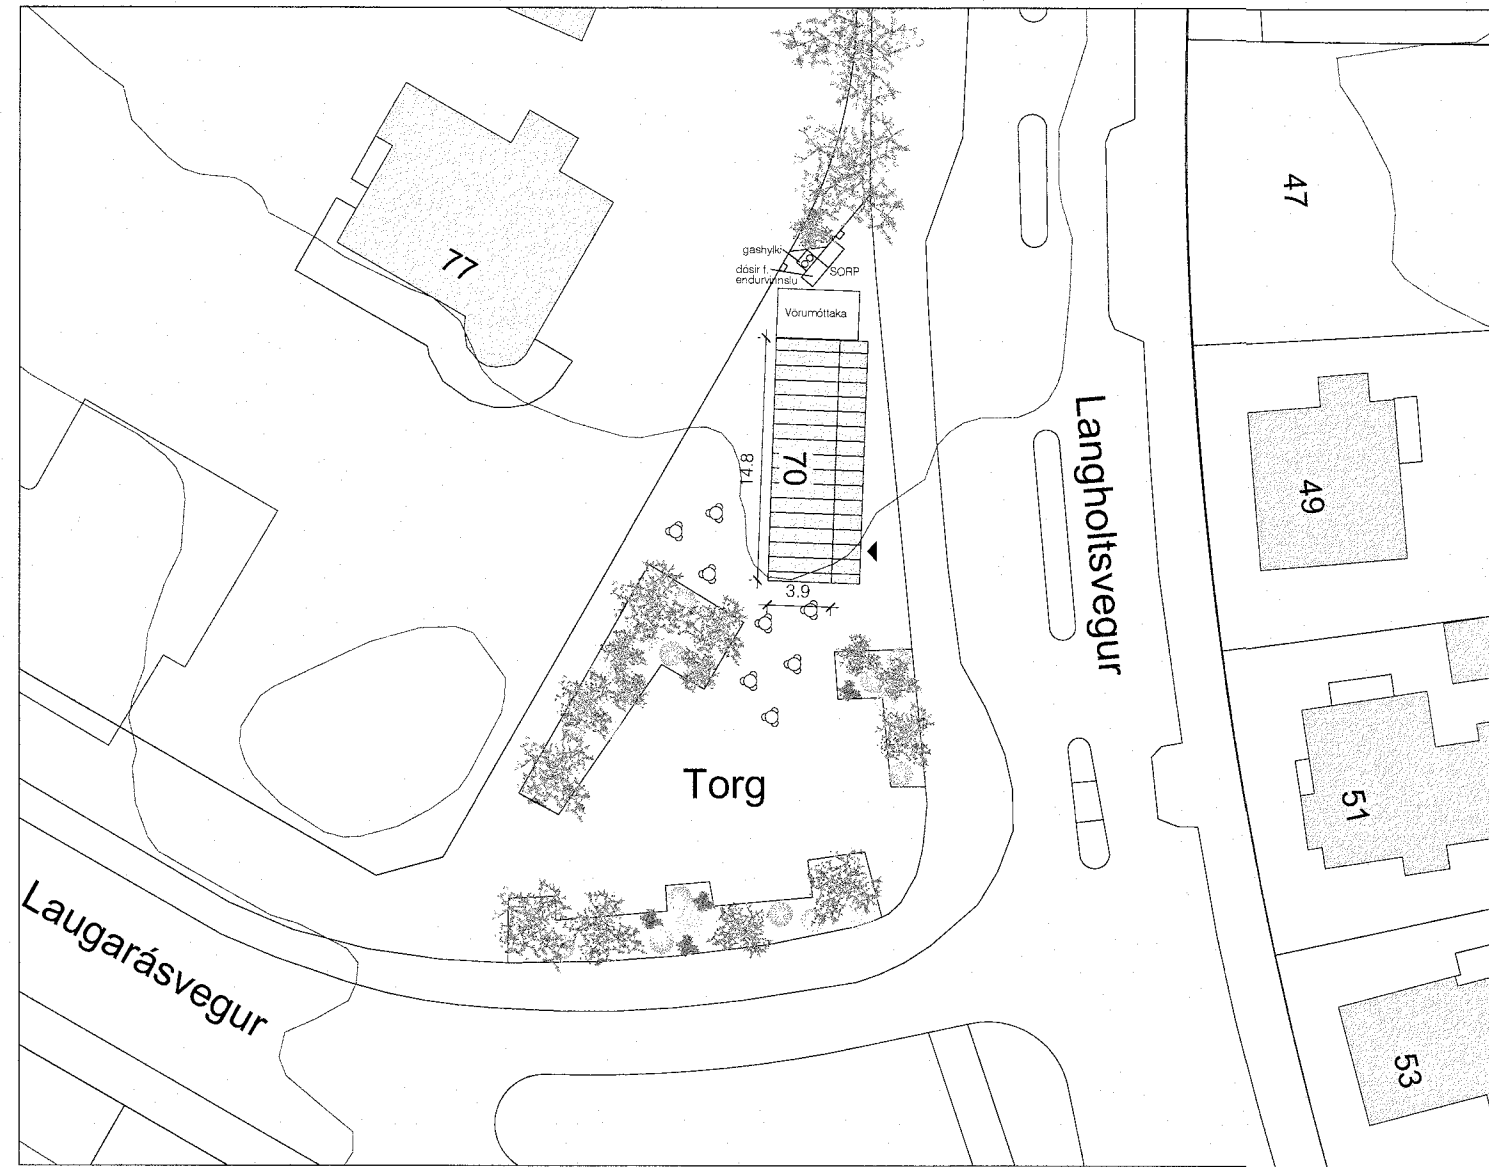 47
77
gashylki
dósir f.
endurvinnslu
SORP
Vörumóttaka
14.8
70
3.9
Langholtsvegur
49
51
Torg
Laugarásvegur
53